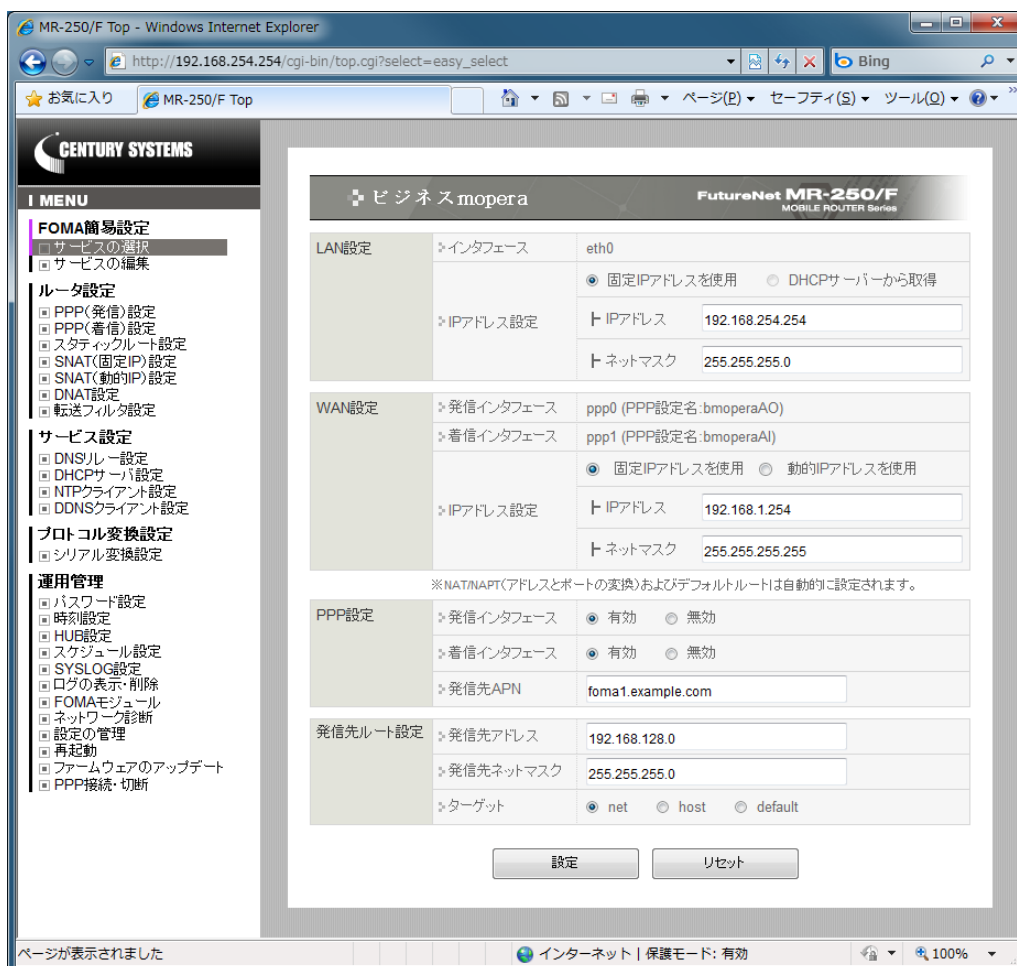 MR-250/F Top - Windows Internet Explorer
http://192.168.254.254/cgi-bin/top.cgi?select=easy_select
Bing
お気に入り
MR-250/F Top
ページ(P)
セーフティ(S)
ツール(O)
CENTURY SYSTEMS
MENU
FOMA簡易設定
サービスの選択
サービスの編集
ルータ設定
PPP(発信)設定
PPP(着信)設定
スタティックルート設定
SNAT(固定IP)設定
SNAT(動的IP)設定
DNAT設定
転送フィルタ設定
サービス設定
DNSリレー設定
DHCPサーバ設定
NTPクライアント設定
DDNSクライアント設定
プロトコル変換設定
シリアル変換設定
運用管理
パスワード設定
時刻設定
HUB設定
スケジュール設定
SYSLOG設定
ログの表示・削除
FOMAモジュール
ネットワーク診断
設定の管理
再起動
ファームウェアのアップデート
PPP接続・切断
ビジネスmopera
FutureNet MR-250/F
MOBILE ROUTER Series
LAN設定
インタフェース
eth0
IPアドレス設定
固定IPアドレスを使用
DHCPサーバーから取得
IPアドレス
192.168.254.254
ネットマスク
255.255.255.0
WAN設定
発信インタフェース
ppp0 (PPP設定名:bmoperaAO)
着信インタフェース
ppp1 (PPP設定名:bmoperaAI)
IPアドレス設定
固定IPアドレスを使用
動的IPアドレスを使用
IPアドレス
192.168.1.254
ネットマスク
255.255.255.255
※NAT/NAPT(アドレスとポートの変換)およびデフォルトルートは自動的に設定されます。
PPP設定
発信インタフェース
有効
無効
着信インタフェース
有効
無効
発信先APN
foma1.example.com
発信先ルート設定
発信先アドレス
192.168.128.0
発信先ネットマスク
255.255.255.0
ターゲット
net
host
default
設定
リセット
ページが表示されました
インターネット | 保護モード: 有効
100%